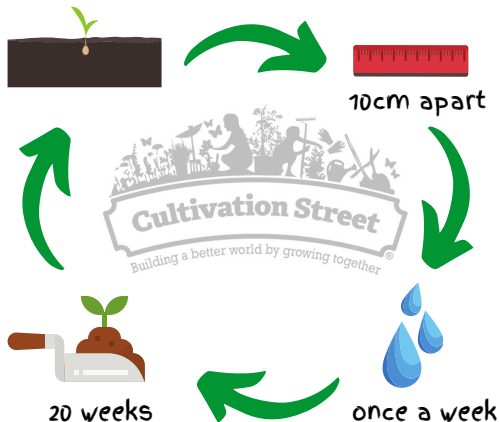 10cm apart
Cultivation Street
®
Building a better world by growing together
20 weeks
once a week